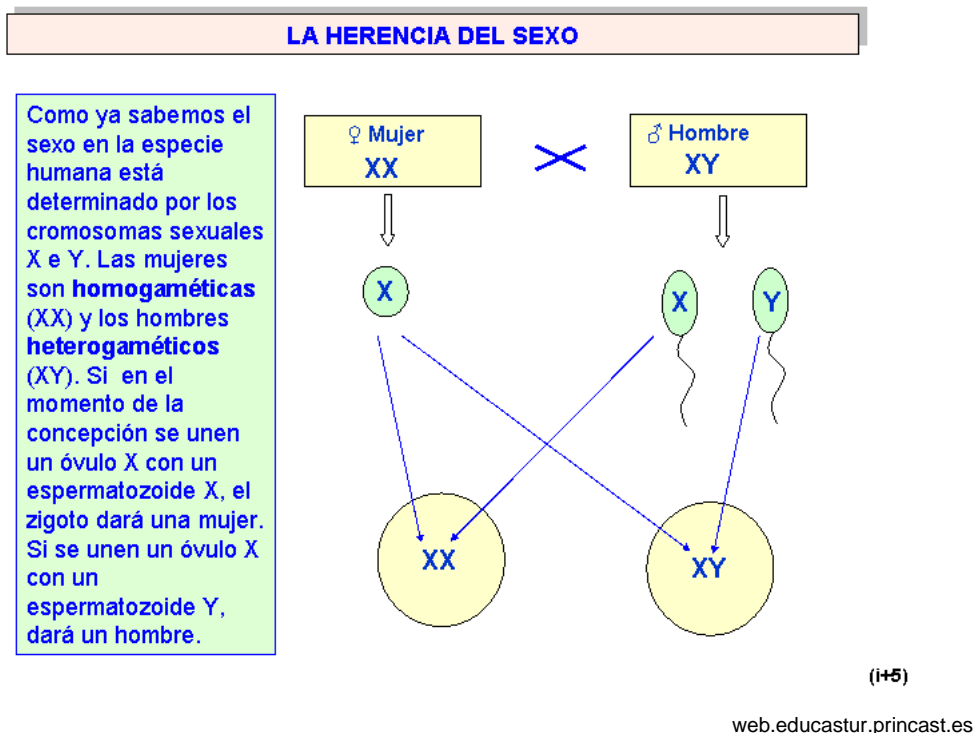 LA HERENCIA DEL SEXO
Como ya sabemos el
sexo en la especie
humana está
determinado por los
cromosomas sexuales
X e Y. Las mujeres
son homogaméticas
(XX) y los hombres
heterogaméticos
(XY). Si en el
momento de la
concepción se unen
un óvulo X con un
espermatozoide X, el
zigoto dará una mujer.
Si se unen un óvulo X
con un
espermatozoide Y,
dará un hombre.
♀ Mujer
XX
♂ Hombre
XY
X
X
Y
XX
XY
(i+5)
web.educastur.princast.es